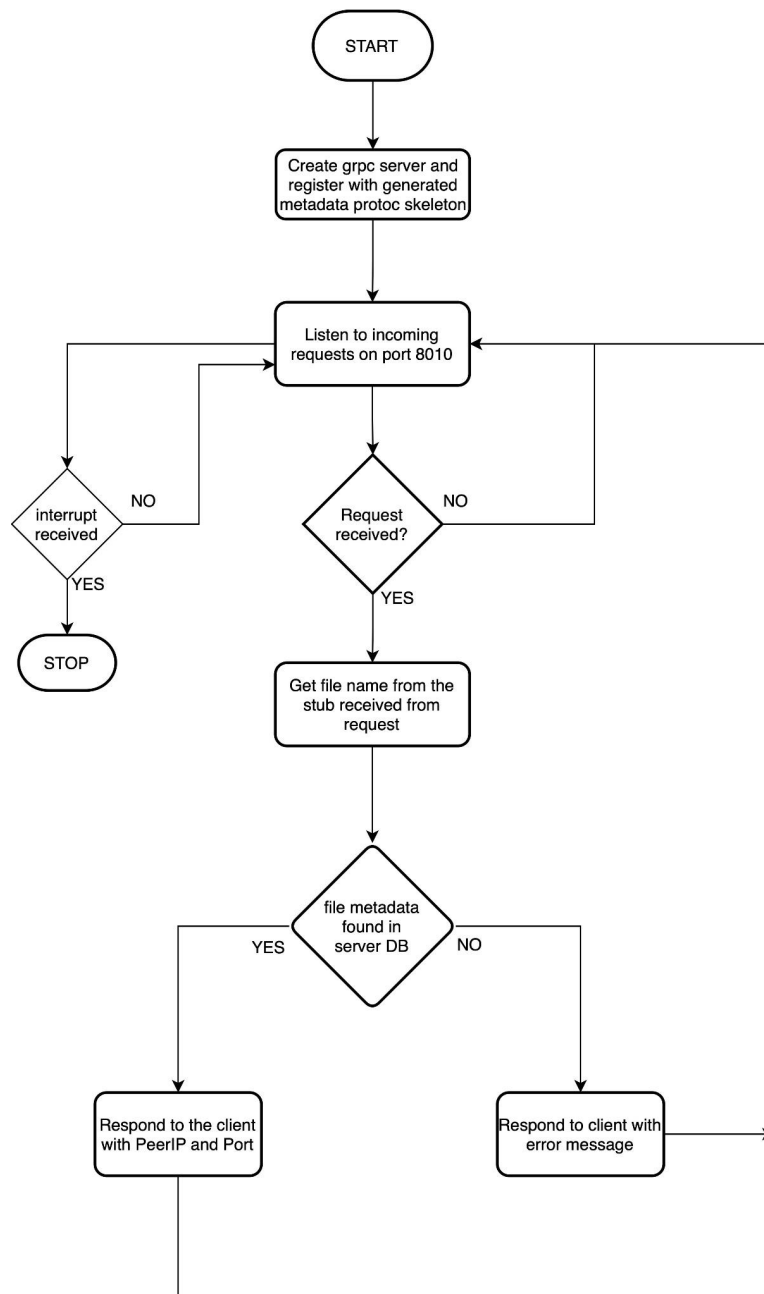 START
Create grpc server and
register with generated
metadata protoc skeleton
Listen to incoming
requests on port 8010
interrupt
received
NO
YES
STOP
Request
received?
NO
YES
Get file name from the
stub received from
request
file metadata
found in
server DB
YES
NO
Respond to the client
with PeerIP and Port
Respond to client with
error message